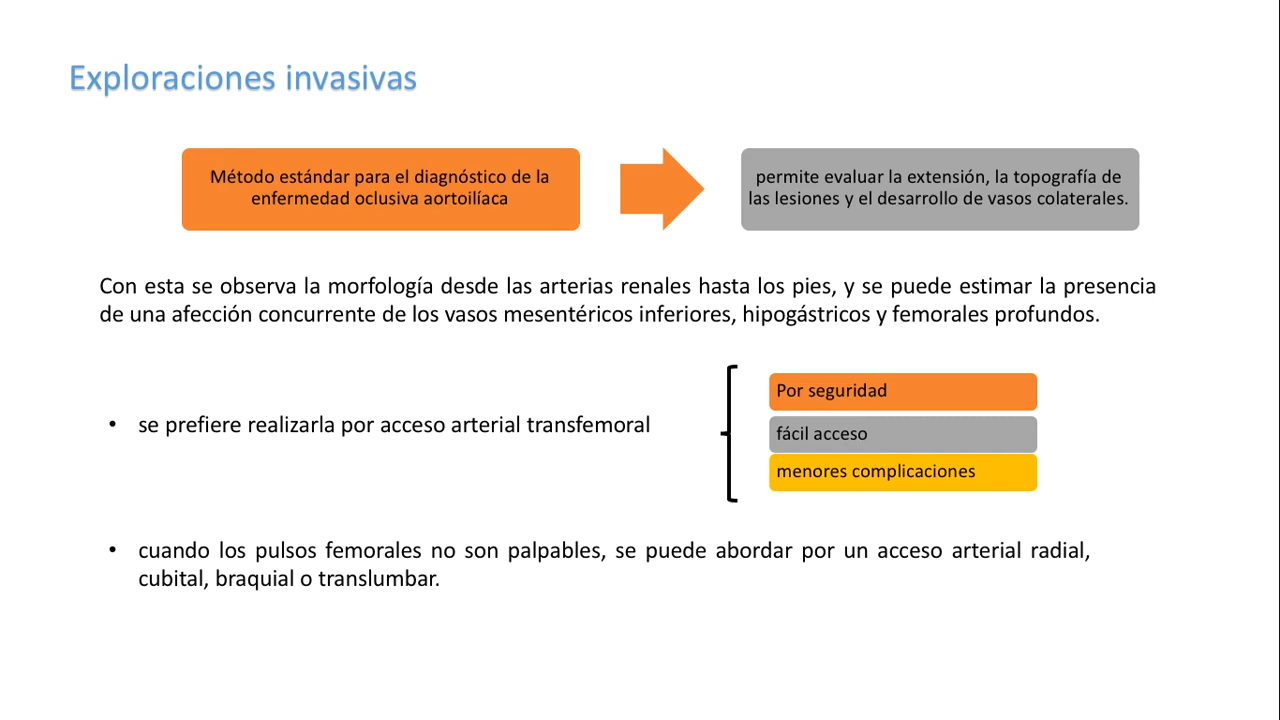 Exploraciones invasivas
Método estándar para el diagnóstico de la
enfermedad oclusiva aortoilíaca
permite evaluar la extensión, la topografía de
las lesiones y el desarrollo de vasos colaterales.
Con esta se observa la morfología desde las arterias renales hasta los pies, y se puede estimar la presencia
de una afección concurrente de los vasos mesentéricos inferiores, hipogástricos y femorales profundos.
• se prefiere realizarla por acceso arterial transfemoral
Por seguridad
fácil acceso
menores complicaciones
• cuando los pulsos femorales no son palpables, se puede abordar por un acceso arterial radial,
cubital, braquial o translumbar.